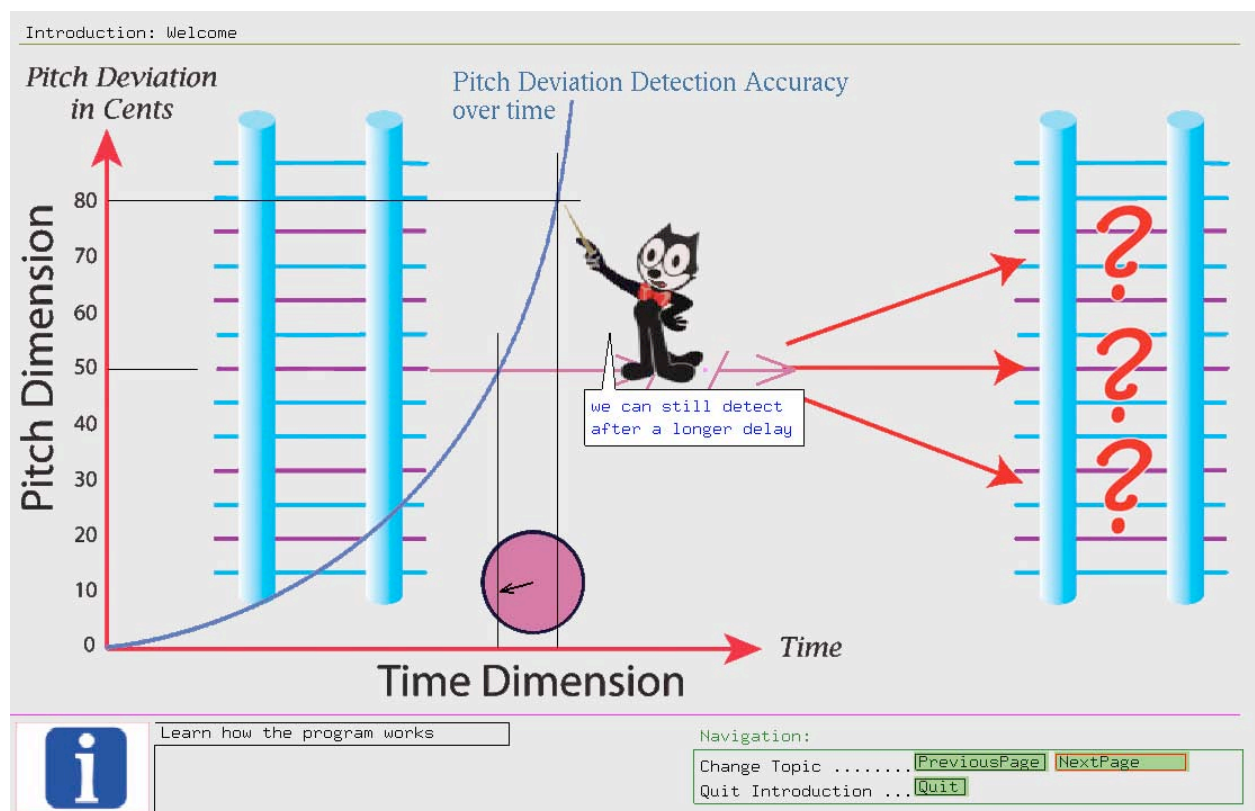 Introduction: Welcome
Pitch Deviation
in Cents
Pitch Deviation Detection Accuracy
over time
Pitch Dimension
80
70
60
50
40
30
20
10
0
? 
?
?
we can still detect
after a longer delay
Time
Time Dimension
i
Learn how the program works
Navigation:
Change Topic ........PreviousPage NextPage
Quit Introduction ...Quit